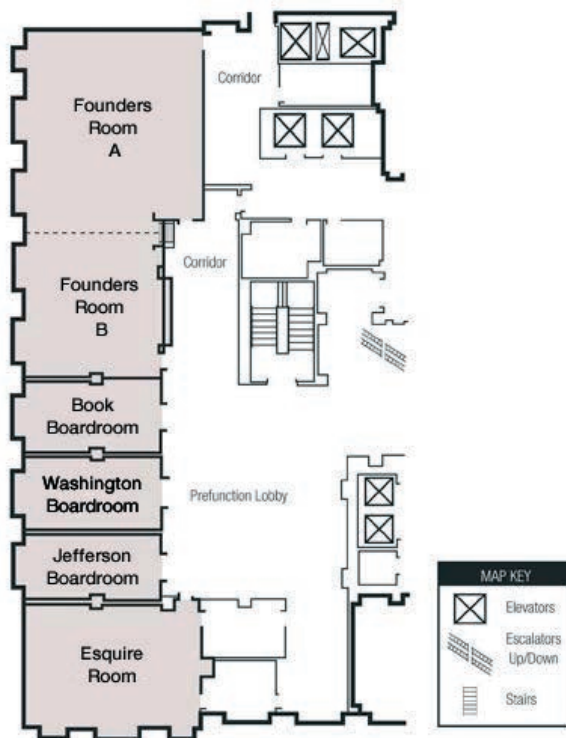 Founders
Room
A
Corridor
Corridor
Founders
Room
B
Book
Boardroom
Washington
Boardroom
Prefunction Lobby
Jefferson
Boardroom
Esquire
Room
MAP KEY
Elevators
Escalators
Up/Down
Stairs